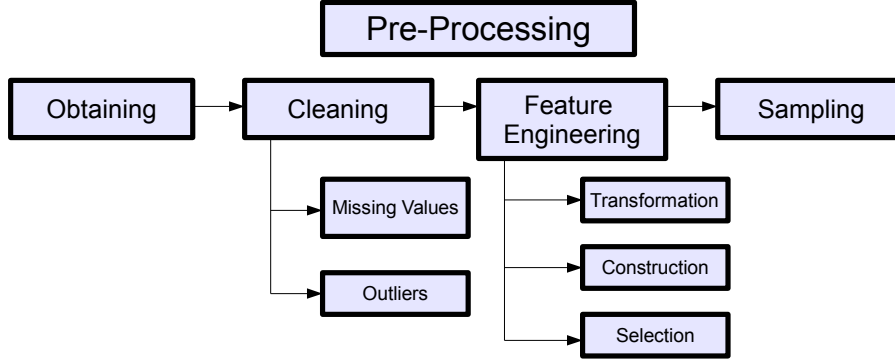 Pre-Processing
Obtaining
Cleaning
Feature
Engineering
Sampling
Missing Values
Outliers
Transformation
Construction
Selection